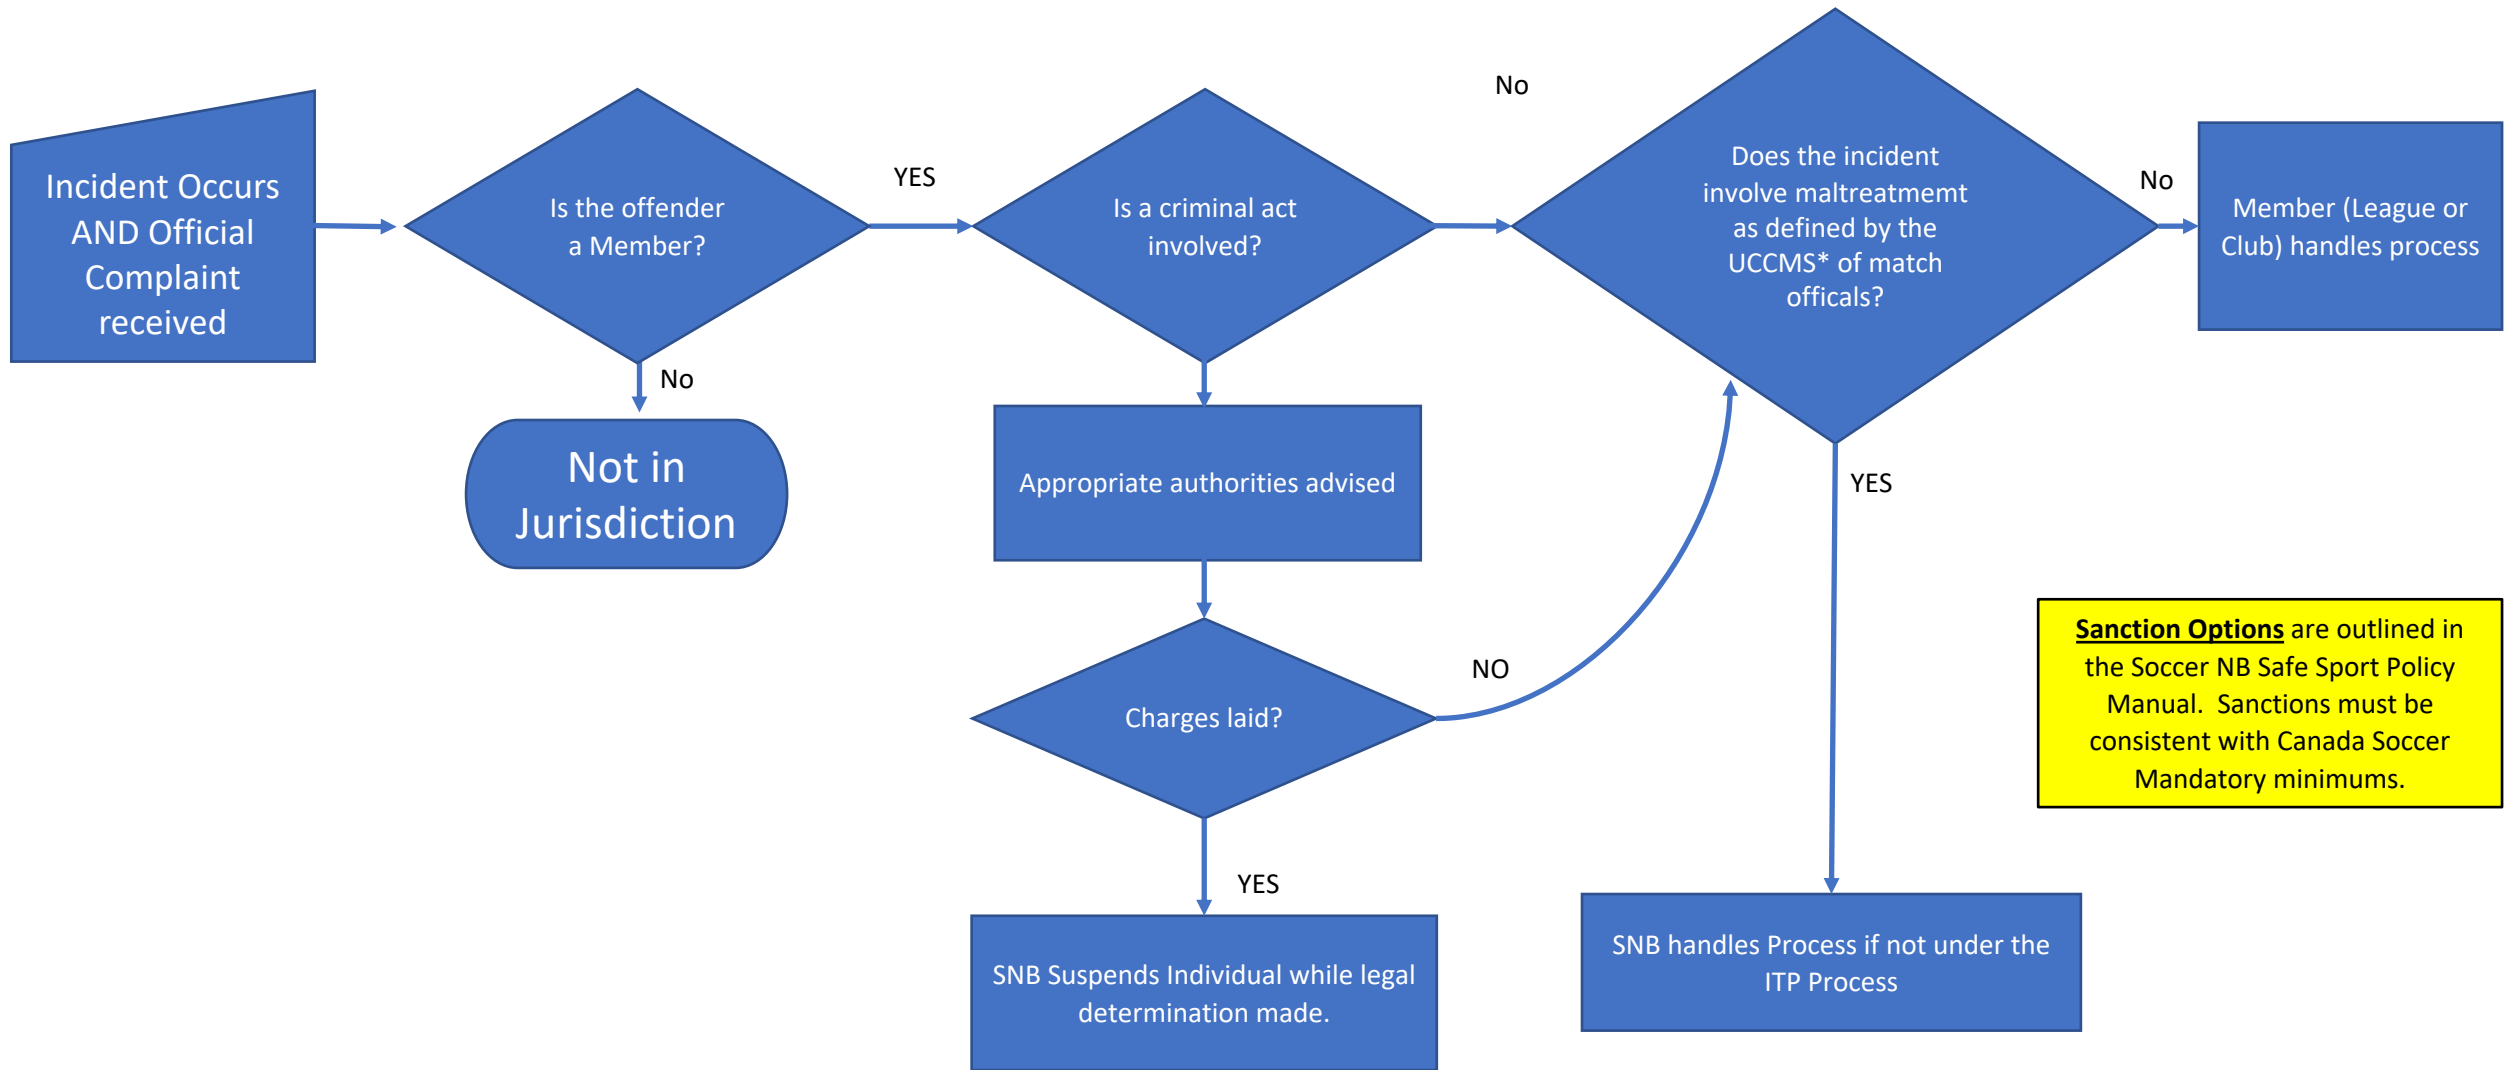 Incident Occurs
AND Official
Complaint
received
Is the offender
a Member?
YES
No
Not in
Jurisdiction
Is a criminal act
involved?
No
Appropriate authorities advised
Charges laid?
NO
YES
SNB Suspends Individual while legal
determination made.
Does the incident
involve maltreatmemt
as defined by the
UCCMS* of match
officals?
No
Member (League or
Club) handles process
YES
SNB handles Process if not under the
ITP Process
Sanction Options are outlined in
the Soccer NB Safe Sport Policy
Manual.  Sanctions must be
consistent with Canada Soccer
Mandatory minimums.